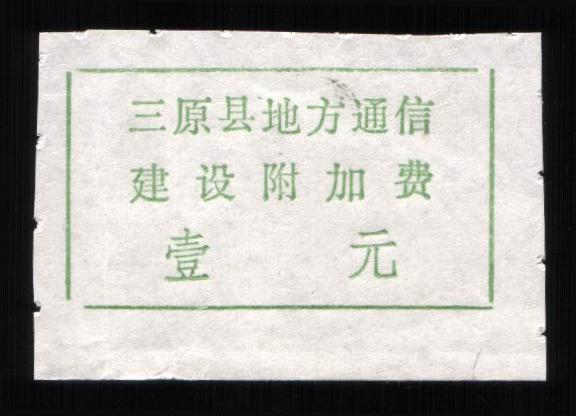 三原县地方通信
建设附加费
壹 元